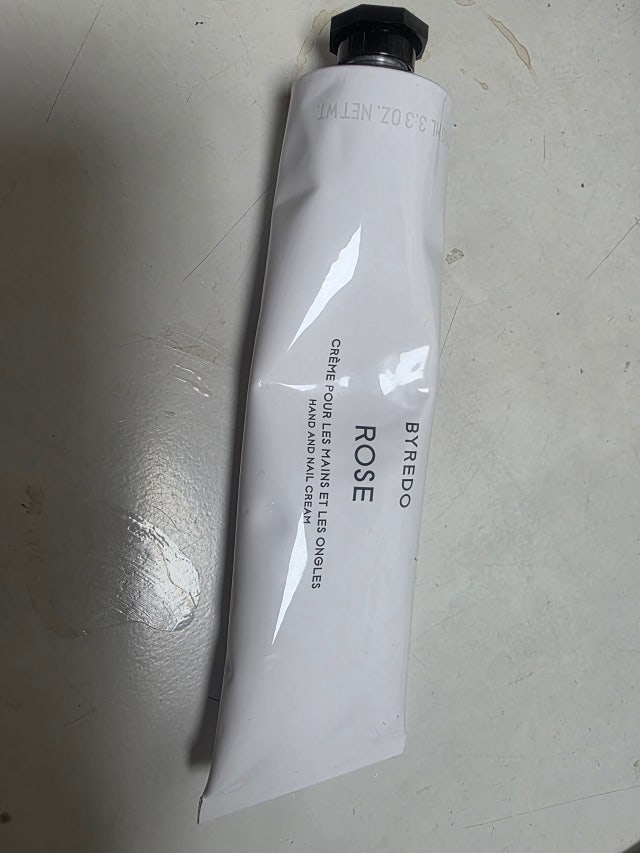 BYREDO
ROSE
CRÈME POUR LES MAINS ET LES ONGLES
HAND AND NAIL CREAM
ML 3.3 OZ. NET WT.